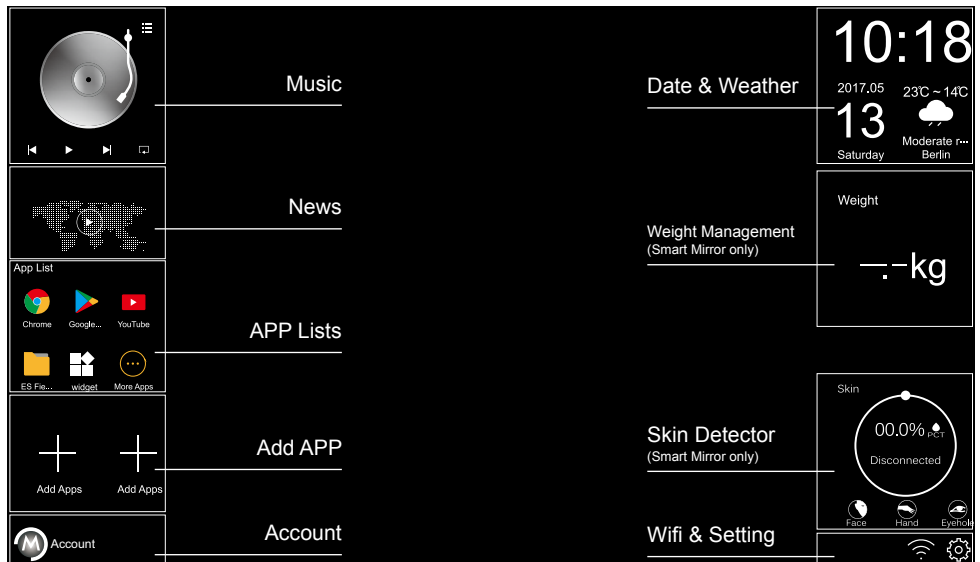 Music
News
App List
Chrome
Google...
YouTube
ES Fie...
widget
More Apps
APP Lists
Add Apps
Add Apps
Add APP
M
Account
Account
Date & Weather
10:18
2017.05
13
Saturday
23℃ ~ 14℃
Moderate r...
Berlin
Weight Management
(Smart Mirror only)
Weight
--.-kg
Skin Detector
(Smart Mirror only)
Skin
00.0% PCT
Disconnected
Face
Hand
Eyehole
Wifi & Setting